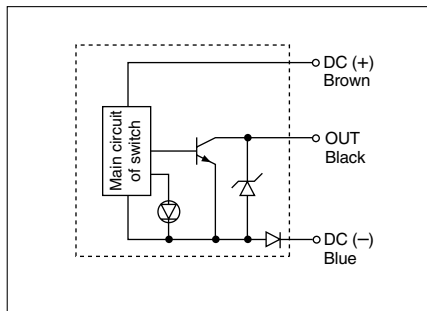 DC (+)
Brown
Main circuit
of switch
OUT
Black
DC (–)
Blue